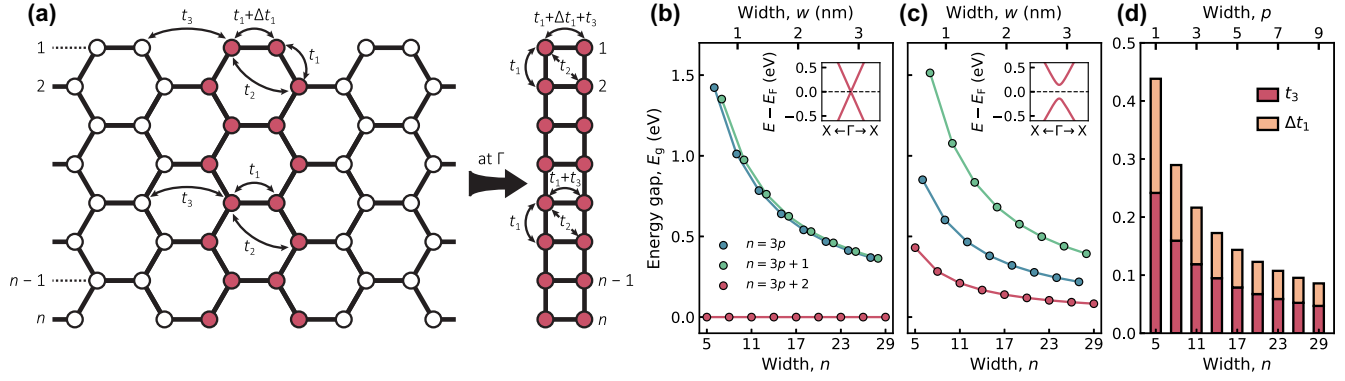 (a)
t₃
t₁+Δt₁
t₁
t₂
1
2
t₁
t₃
t₂
n − 1
n
at Γ
t₁+Δt₁+t₃
t₁
t₂
1
2
t₁+t₃
t₁
t₂
n − 1
n
(b)
Width, w (nm)
1 2 3
Energy gap, Eg (eV)
1.5
1.0
0.5
0.0
E − EF (eV)
0.5
0.0
−0.5
X ←Γ→ X
n = 3p
n = 3p + 1
n = 3p + 2
5 11 17 23 29
Width, n
(c)
Width, w (nm)
1 2 3
E − EF (eV)
0.5
0.0
−0.5
X ←Γ→ X
5 11 17 23 29
Width, n
(d)
Width, p
1 3 5 7 9
0.5
0.4
0.3
0.2
0.1
0.0
t₃
Δt₁
5 11 17 23 29
Width, n